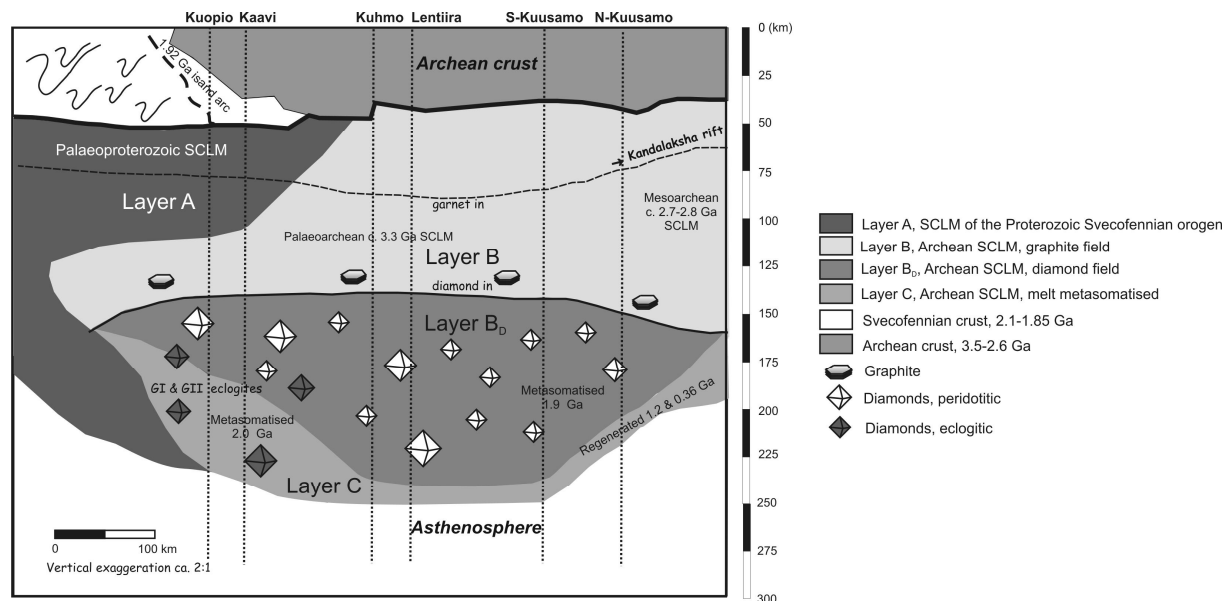 Kuopio Kaavi Kuhmo Lentiira S-Kuusamo N-Kuusamo
0 (km)
25
50
75
100
125
150
175
200
225
250
275
300
1.92 Ga isand arc
Archean crust
Palaeoproterozoic SCLM
→ Kandalaksha rift
Layer A
garnet in
Mesoarchean
c. 2.7-2.8 Ga
SCLM
Palaeoarchean c. 3.3 Ga SCLM
Layer B
diamond in
Layer B_D
GI & GII eclogites
Metasomatised
2.0 Ga
Metasomatised
1.9 Ga
Regenerated 1.2 & 0.36 Ga
Layer C
Asthenosphere
0 100 km
Vertical exaggeration ca. 2:1
Layer A, SCLM of the Proterozoic Svecofennian orogen
Layer B, Archean SCLM, graphite field
Layer B_D, Archean SCLM, diamond field
Layer C, Archean SCLM, melt metasomatised
Svecofennian crust, 2.1-1.85 Ga
Archean crust, 3.5-2.6 Ga
Graphite
Diamonds, peridotitic
Diamonds, eclogitic